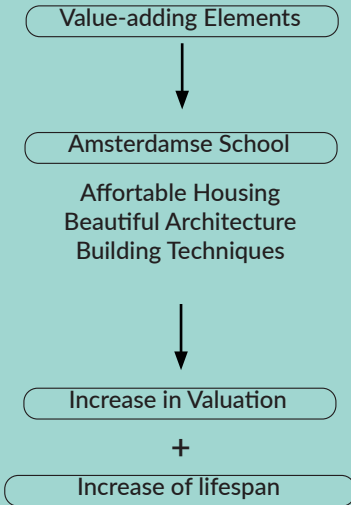 Value-adding Elements
Amsterdamse School
Affortable Housing
Beautiful Architecture
Building Techniques
Increase in Valuation
+
Increase of lifespan